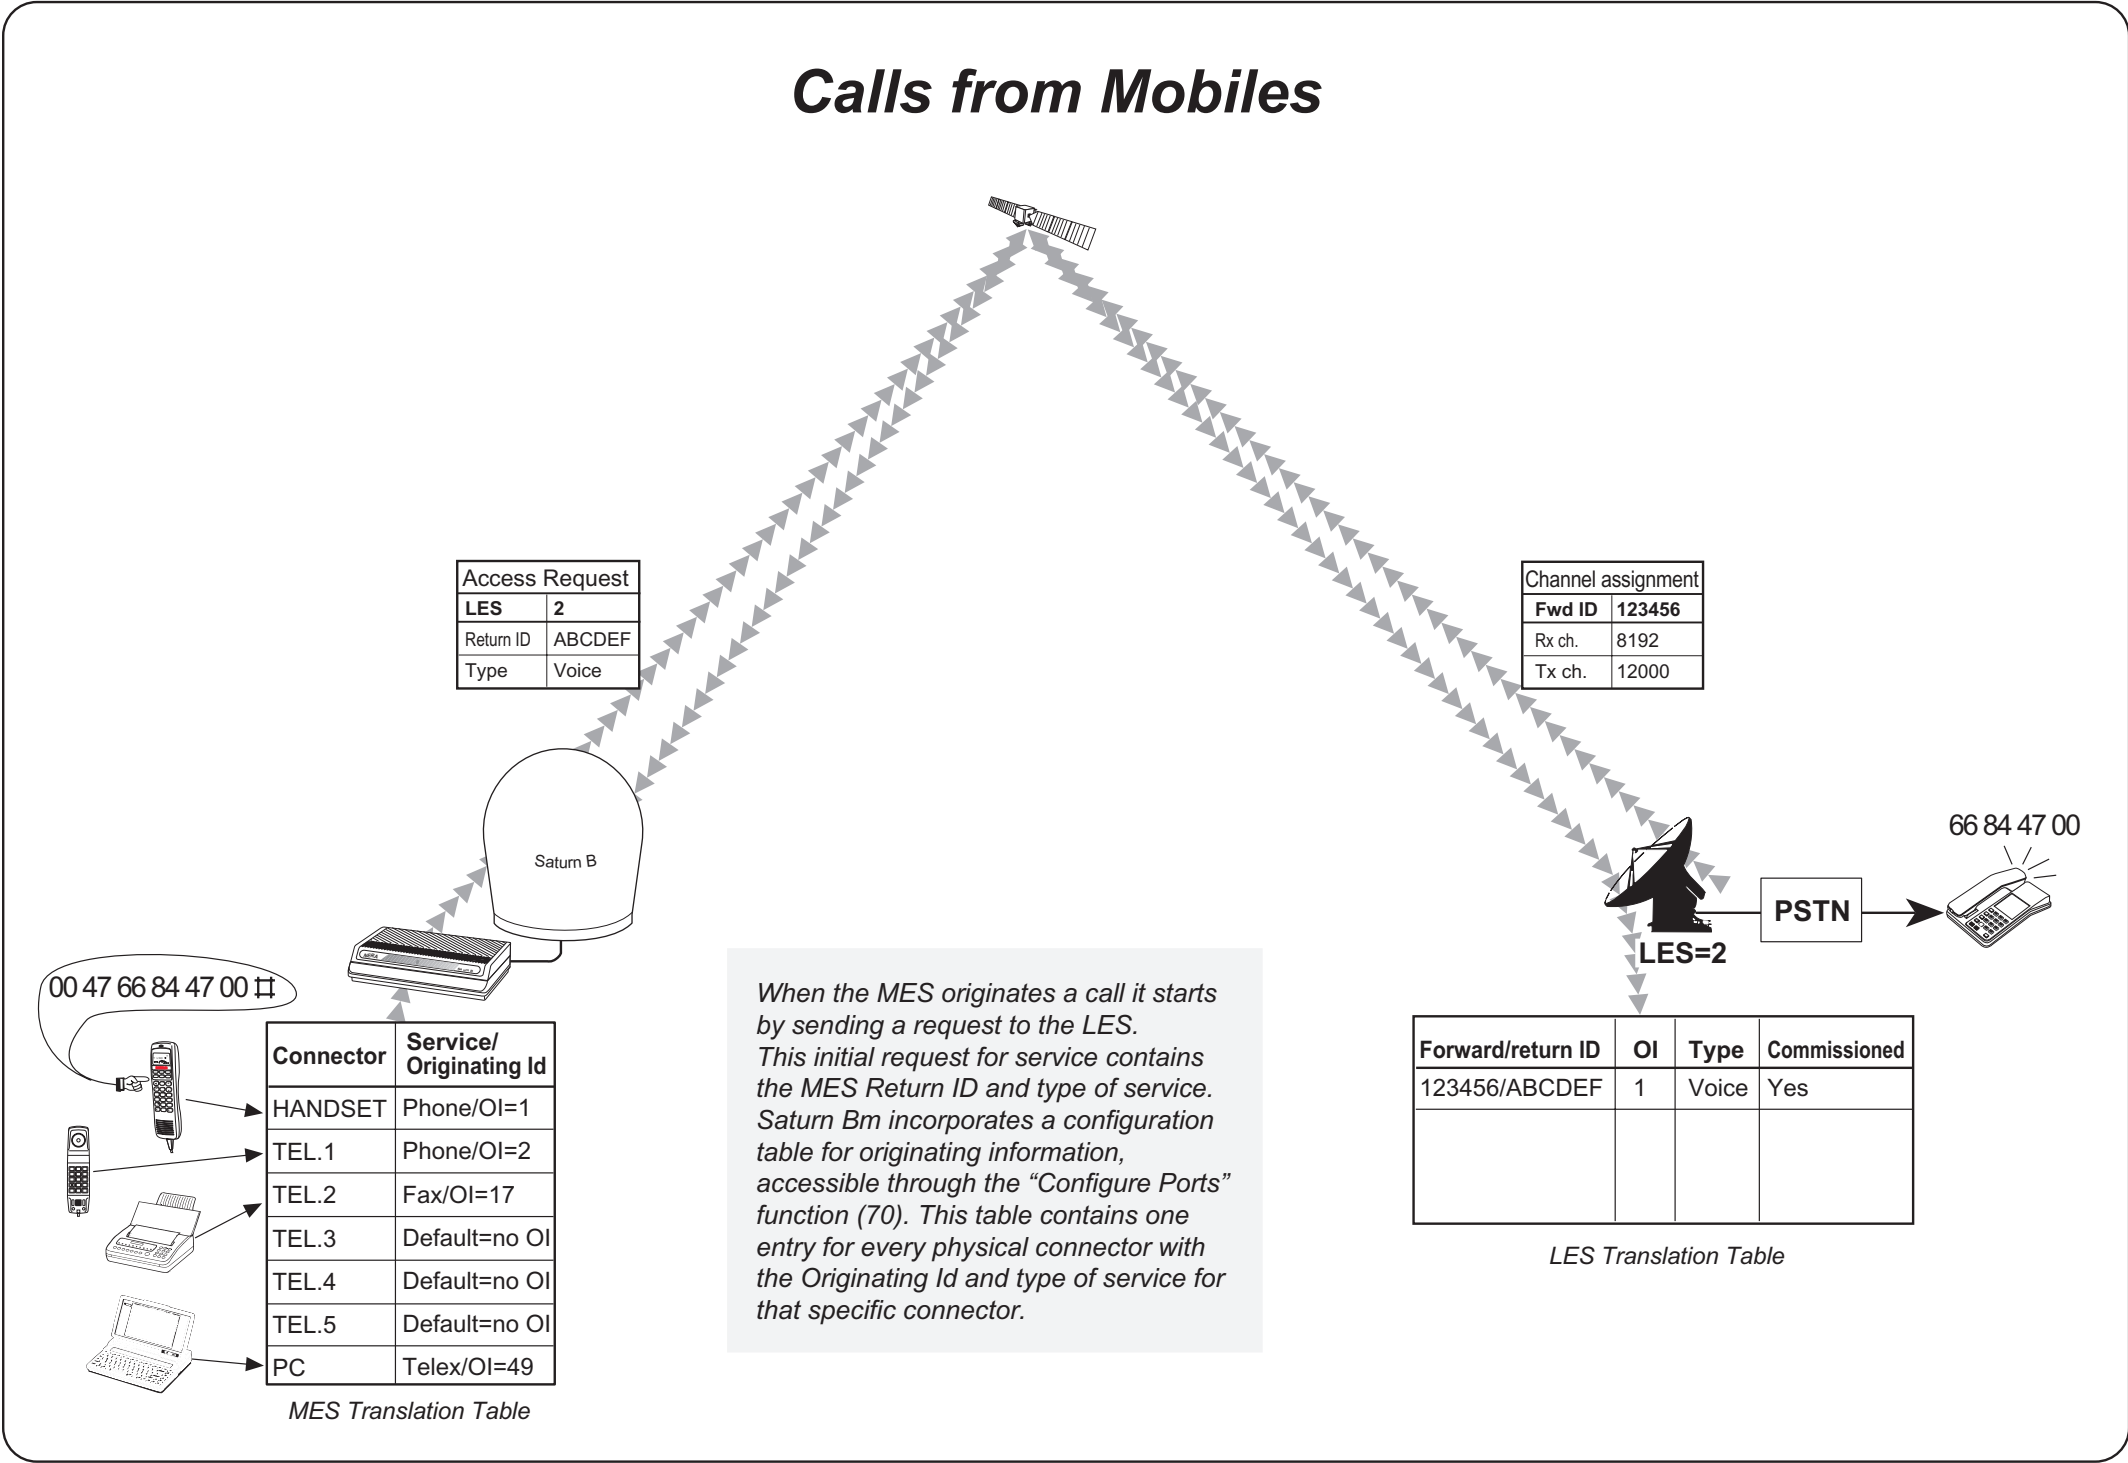 Calls from Mobiles
Access Request
LES 2
Return ID ABCDEF
Type Voice
Channel assignment
Fwd ID 123456
Rx ch. 8192
Tx ch. 12000
Saturn B
66 84 47 00
PSTN
LES=2
00 47 66 84 47 00 ⌗
Connector Service/
Originating Id
HANDSET Phone/OI=1
TEL.1 Phone/OI=2
TEL.2 Fax/OI=17
TEL.3 Default=no OI
TEL.4 Default=no OI
TEL.5 Default=no OI
PC Telex/OI=49
MES Translation Table
When the MES originates a call it starts
by sending a request to the LES.
This initial request for service contains
the MES Return ID and type of service.
Saturn Bm incorporates a configuration
table for originating information,
accessible through the “Configure Ports”
function (70). This table contains one
entry for every physical connector with
the Originating Id and type of service for
that specific connector.
Forward/return ID OI Type Commissioned
123456/ABCDEF 1 Voice Yes
LES Translation Table